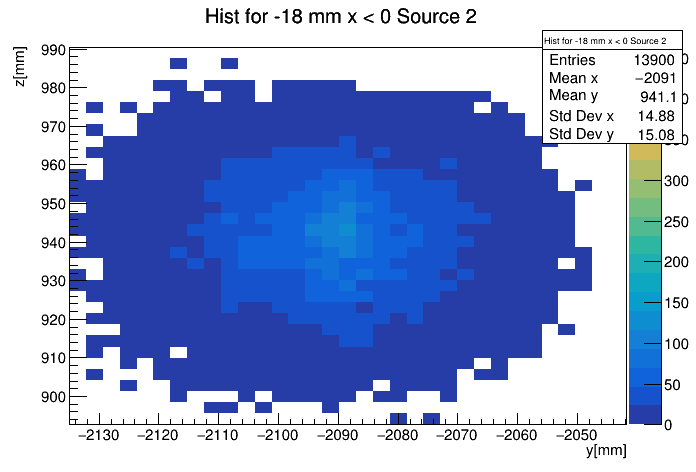 Hist for -18 mm x < 0 Source 2
Hist for -18 mm x < 0 Source 2
Entries 13900
Mean x −2091
Mean y 941.1
Std Dev x 14.88
Std Dev y 15.08
z[mm]
990
980
970
960
950
940
930
920
910
900
0
0
350
300
250
200
150
100
50
0
−2130 −2120 −2110 −2100 −2090 −2080 −2070 −2060 −2050
y[mm]